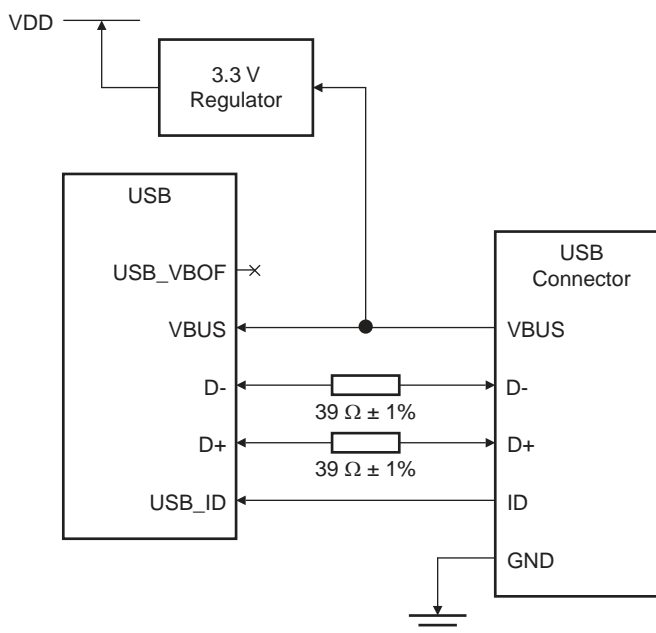 VDD
3.3 V
Regulator
USB
USB_VBOF
VBUS
D-
D+
USB_ID
39 Ω ± 1%
39 Ω ± 1%
USB
Connector
VBUS
D-
D+
ID
GND